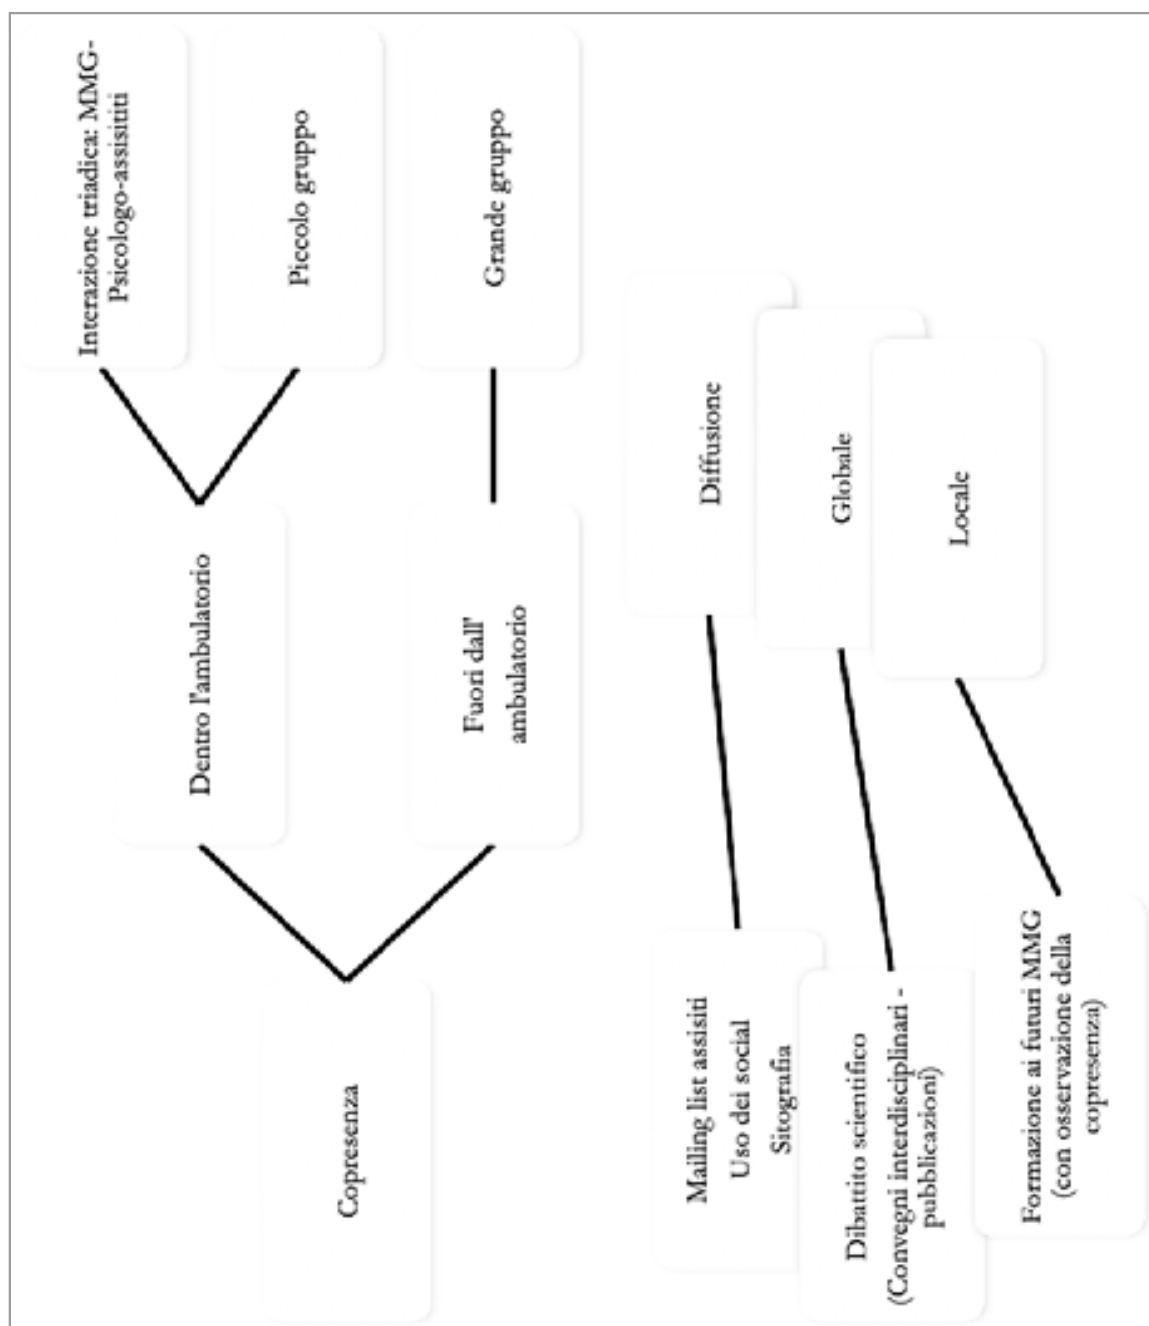 Copresenza
Dentro l'ambulatorio
Interazione triadica: MMG-
Psicologo-assisititi
Piccolo gruppo
Fuori dall'
ambulatorio
Grande gruppo
Mailing list assisiti
Uso dei social
Sitografia
Diffusione
Dibattito scientifico
(Convegni interdisciplinari -
pubblicazioni)
Globale
Formazione ai futuri MMG
(con osservazione della
copresenza)
Locale